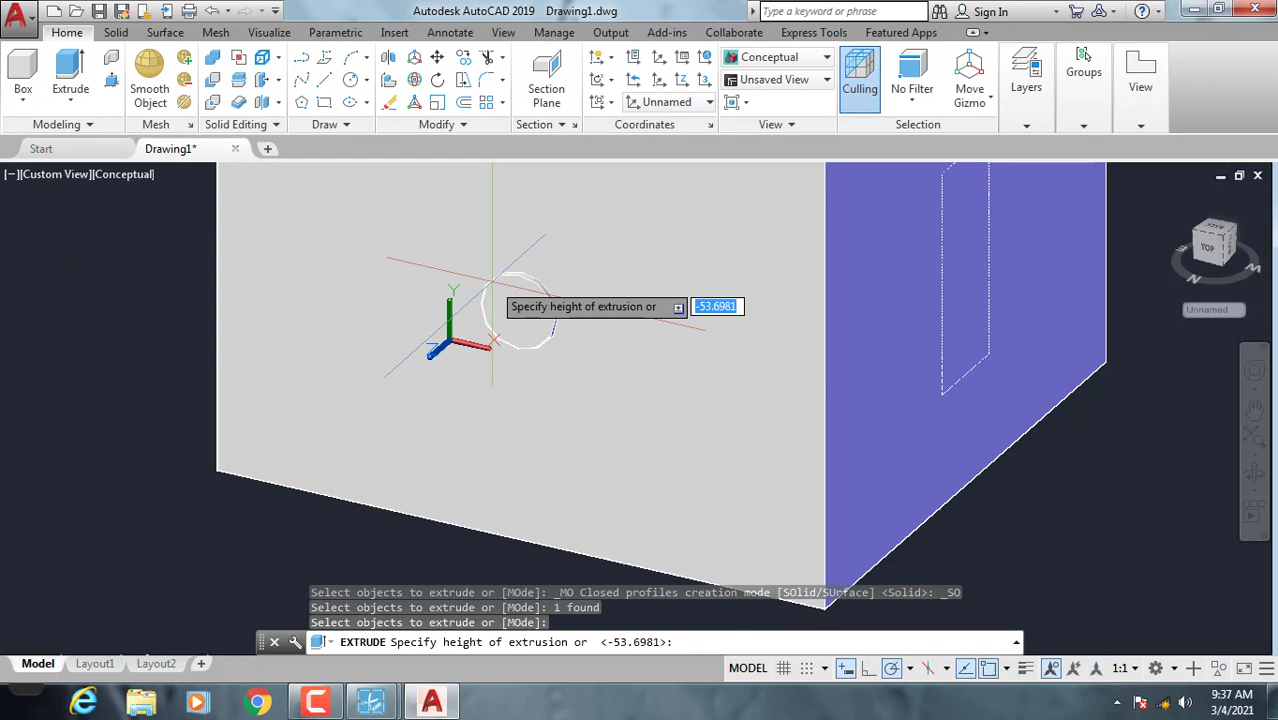 Autodesk AutoCAD 2019 Drawing1.dwg
Type a keyword or phrase
Sign In
Home Solid Surface Mesh Visualize Parametric Insert Annotate View Manage Output Add-ins Collaborate Express Tools Featured Apps
Box
Extrude
Smooth Object
Section Plane
Conceptual
Unsaved View
Unnamed
Culling
No Filter
Move Gizmo
Layers
Groups
View
Modeling Mesh Solid Editing Draw Modify Section Coordinates View Selection
Start Drawing1*
[−][Custom View][Conceptual]
TOP
Unnamed
Y
Specify height of extrusion or -53.6981
Select objects to extrude or [MOde]: _MO Closed profiles creation mode [SOlid/SUrface] <Solid>: _SO
Select objects to extrude or [MOde]: 1 found
Select objects to extrude or [MOde]:
EXTRUDE Specify height of extrusion or <-53.6981>:
Model Layout1 Layout2
MODEL
1:1
9:37 AM
3/4/2021